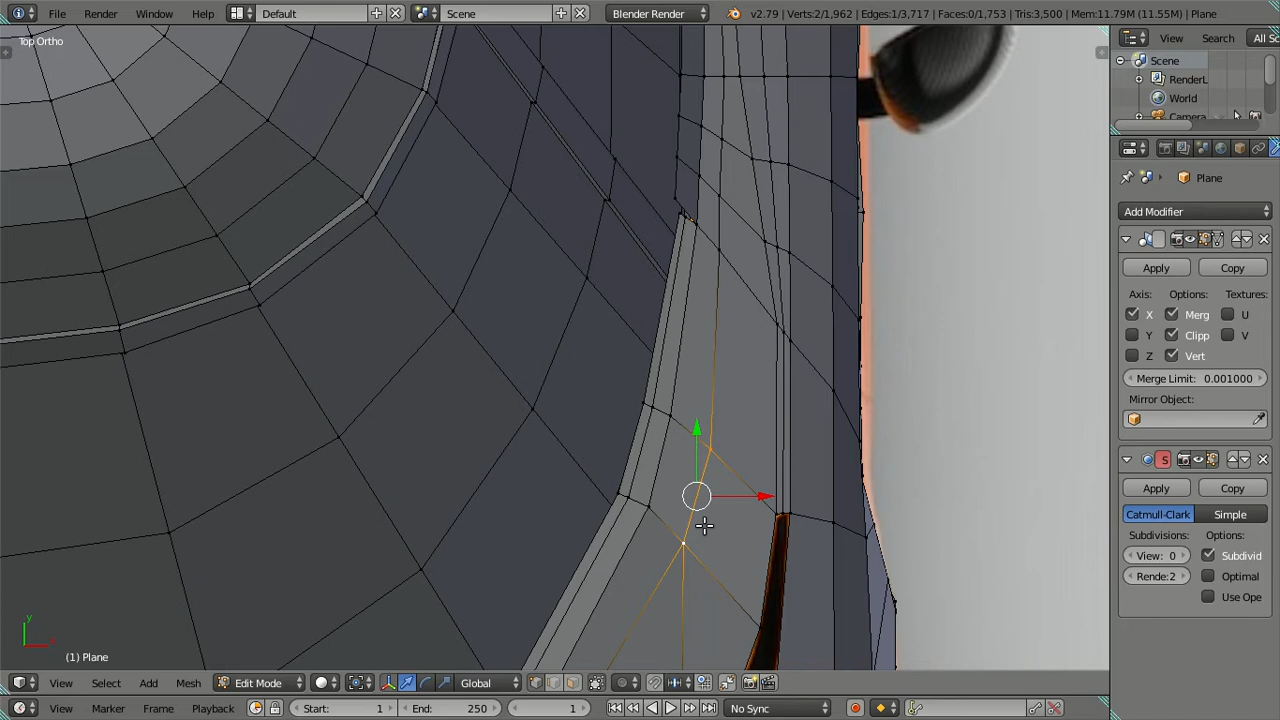 File Render Window Help Default Scene Blender Render v2.79 | Verts:2/1,962 | Edges:1/3,717 | Faces:0/1,753 | Tris:3,500 | Mem:11.79M (11.55M) | Plane
Top Ortho
View Search All Sc
Scene
RenderL
World
Camera
Plane
Add Modifier
Apply Copy
Axis: Options: Textures:
X Merg U
Y Clipp V
Z Vert
Merge Limit: 0.001000
Mirror Object:
S
Apply Copy
Catmull-Clark Simple
Subdivisions: Options:
View: 0 Subdivid
Rende:2 Optimal
Use Ope
y
x
(1) Plane
View Select Add Mesh Edit Mode Global
View Marker Frame Playback Start: 1 End: 250 1 No Sync